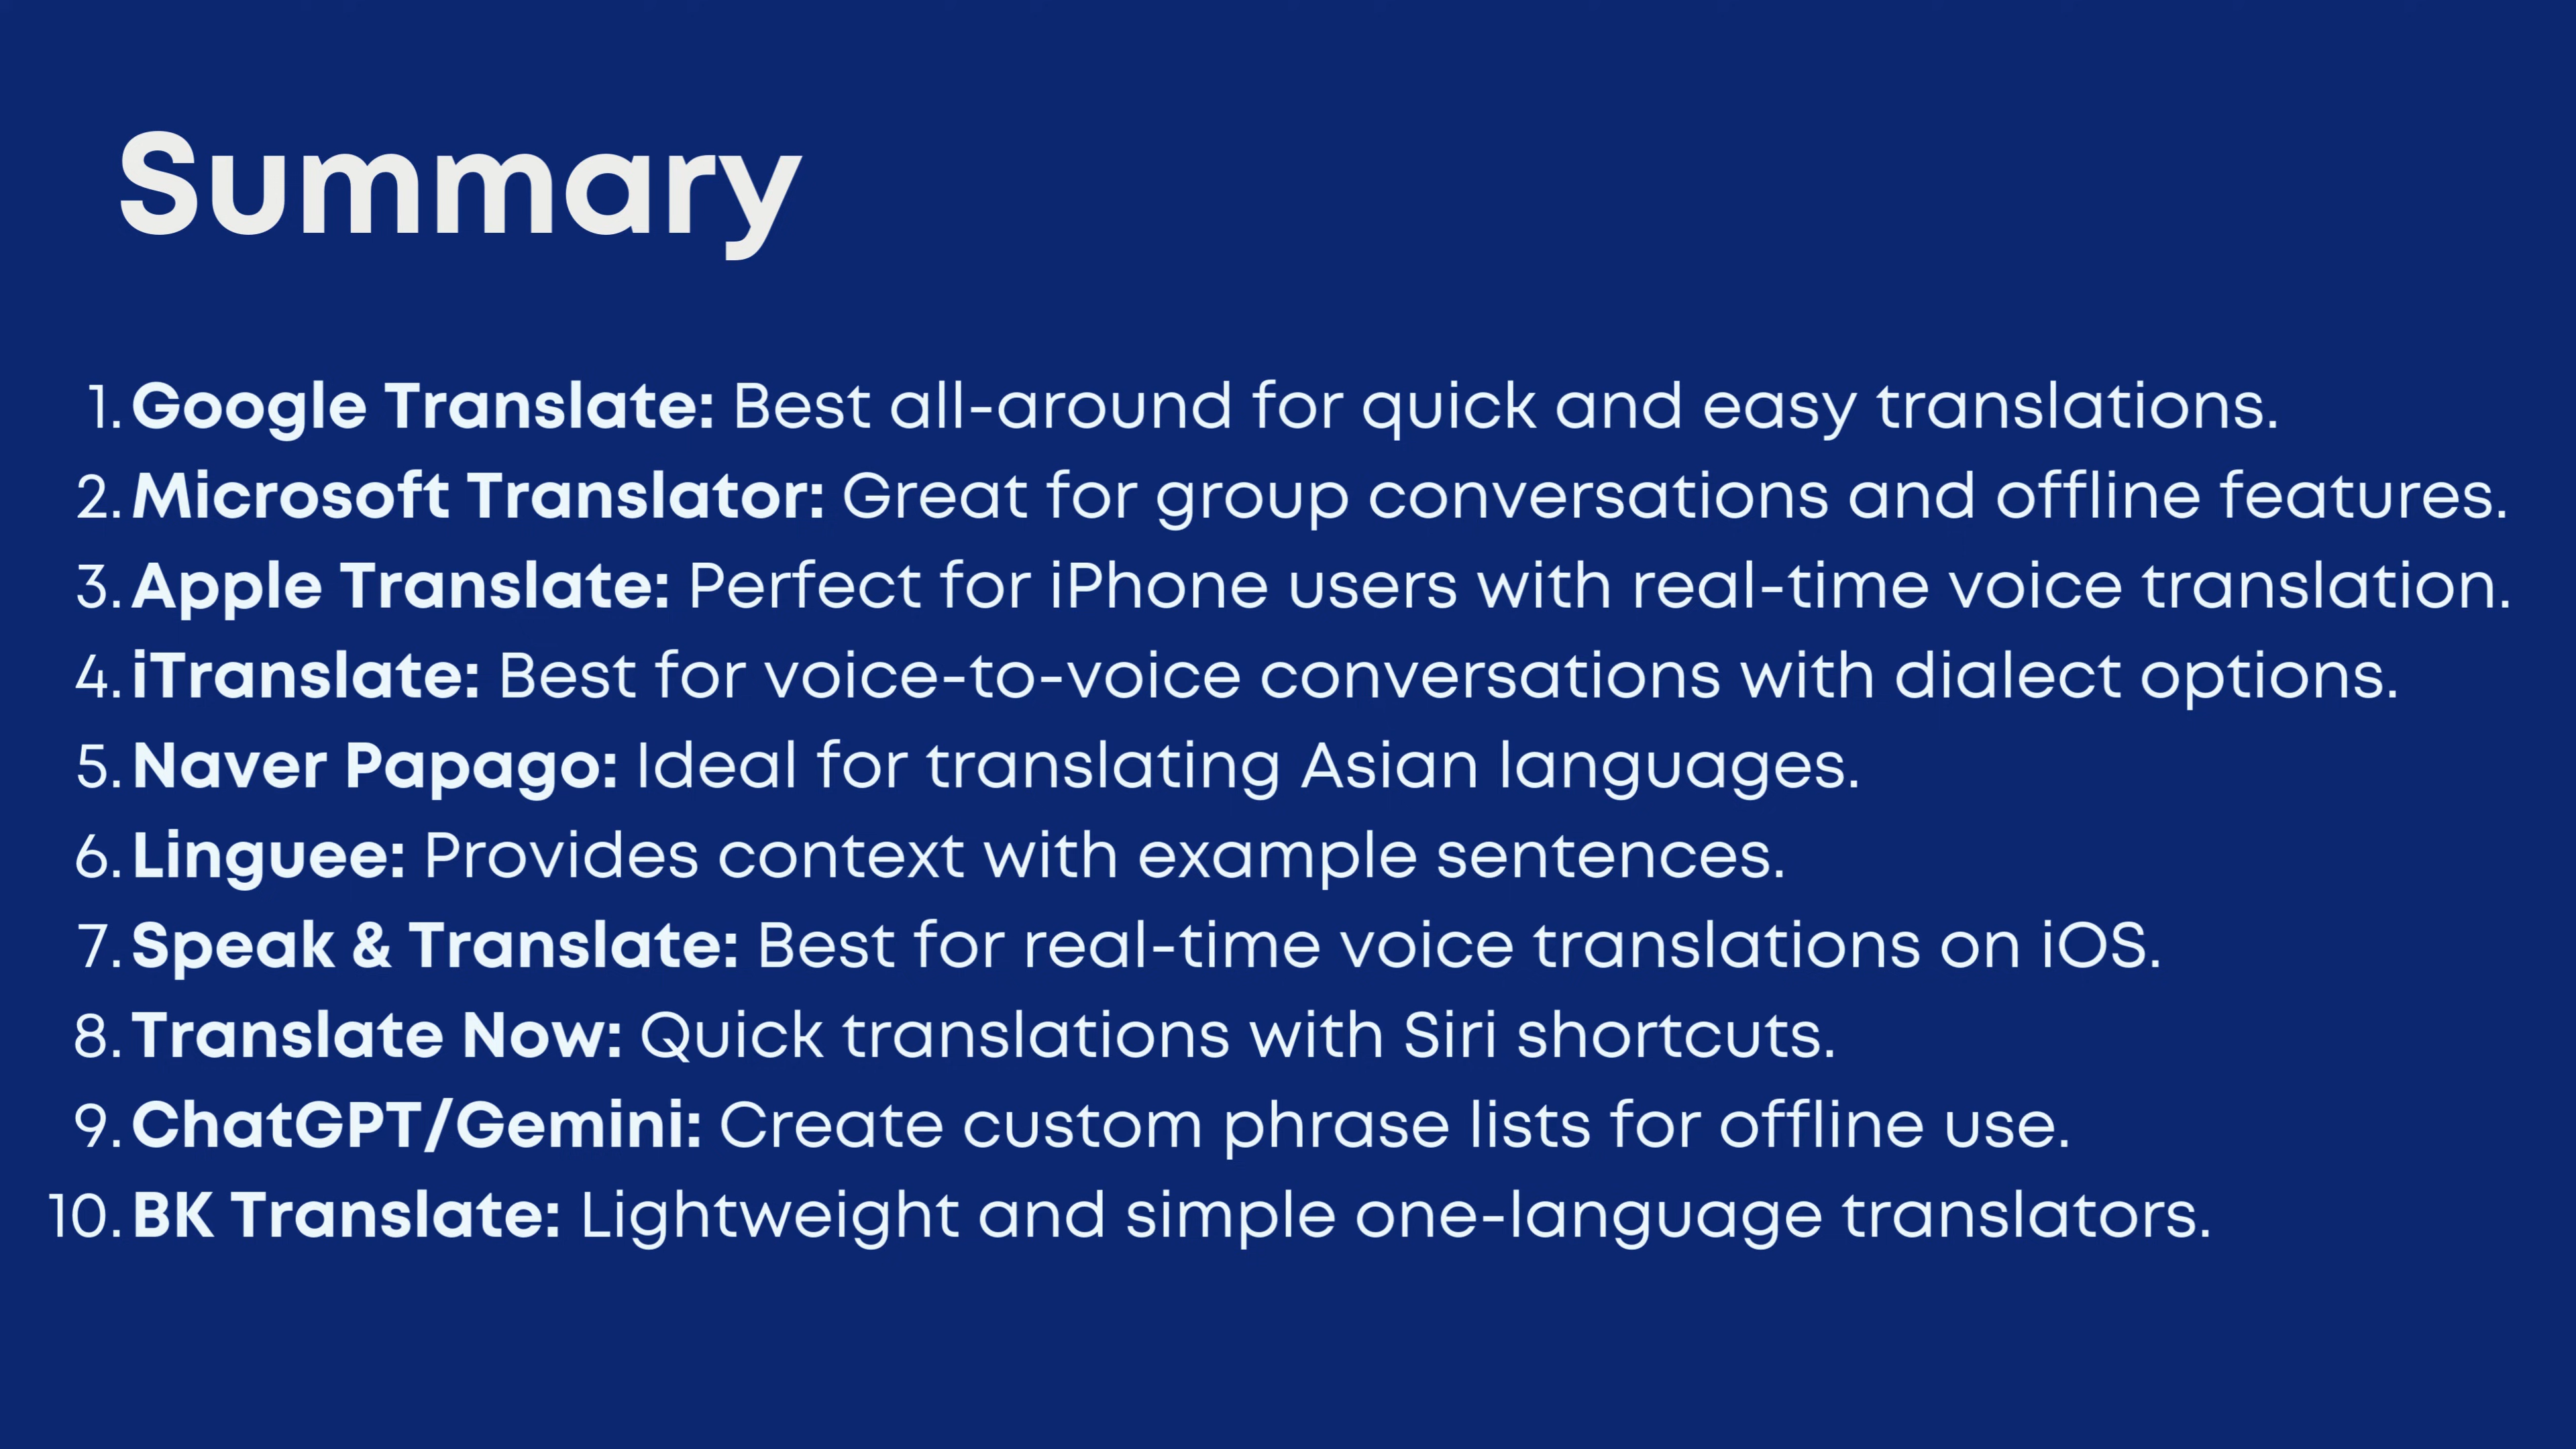 Summary
1. Google Translate: Best all-around for quick and easy translations.
2. Microsoft Translator: Great for group conversations and offline features.
3. Apple Translate: Perfect for iPhone users with real-time voice translation.
4. iTranslate: Best for voice-to-voice conversations with dialect options.
5. Naver Papago: Ideal for translating Asian languages.
6. Linguee: Provides context with example sentences.
7. Speak & Translate: Best for real-time voice translations on iOS.
8. Translate Now: Quick translations with Siri shortcuts.
9. ChatGPT/Gemini: Create custom phrase lists for offline use.
10. BK Translate: Lightweight and simple one-language translators.